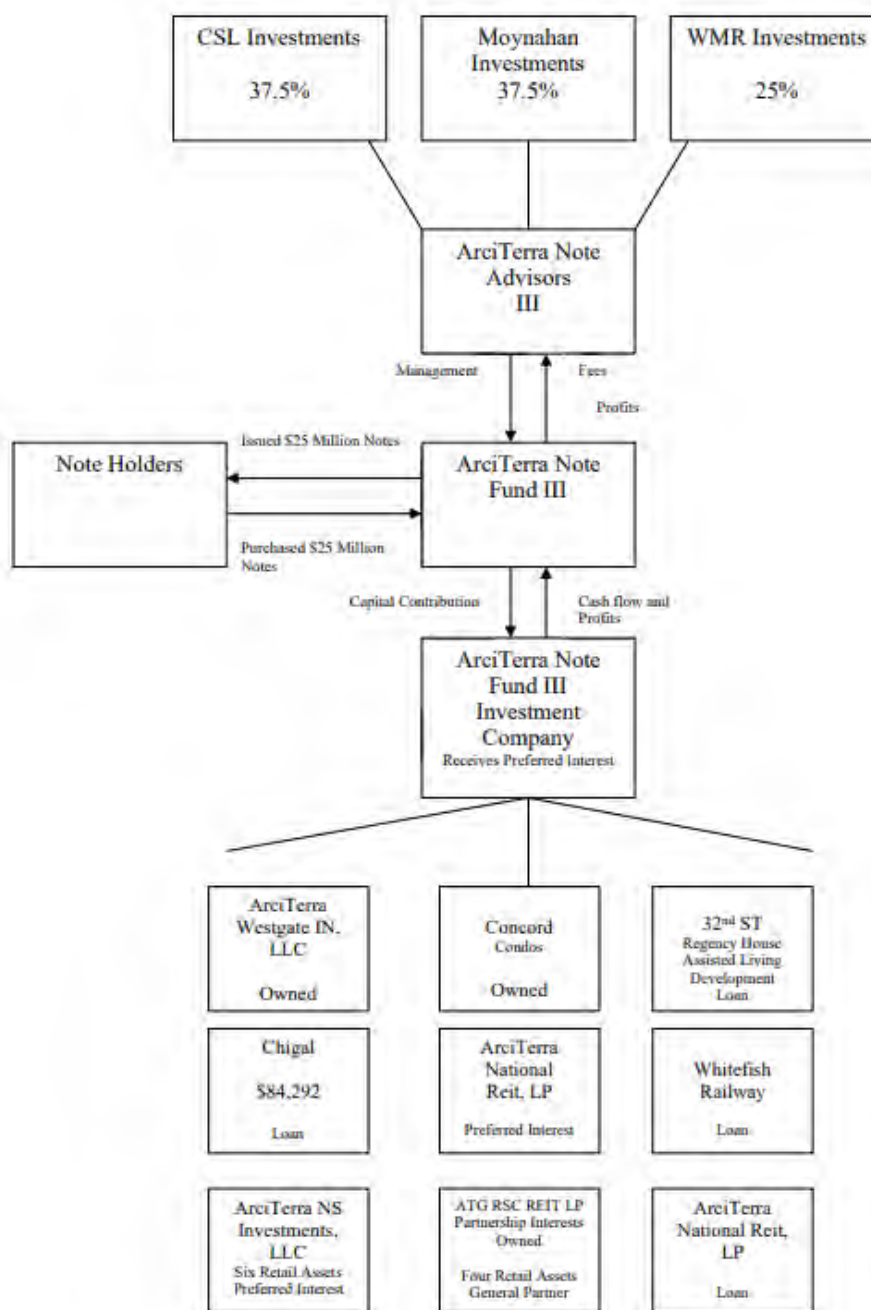 CSL Investments
37.5%
Moynahan
Investments
37.5%
WMR Investments
25%
ArciTerra Note
Advisors
III
Management
Fees
Profits
Note Holders
Issued $25 Million Notes
Purchased $25 Million
Notes
ArciTerra Note
Fund III
Capital Contribution
Cash flow and
Profits
ArciTerra Note
Fund III
Investment
Company
Receives Preferred Interest
ArciTerra
Westgate IN,
LLC
Owned
Concord
Condos
Owned
32nd ST
Regency House
Assisted Living
Development
Loan
Chigal
$84,292
Loan
ArciTerra
National
Reit, LP
Preferred Interest
Whitefish
Railway
Loan
ArciTerra NS
Investments,
LLC
Six Retail Assets
Preferred Interest
ATG RSC REIT LP
Partnership Interests
Owned
Four Retail Assets
General Partner
ArciTerra
National Reit,
LP
Loan